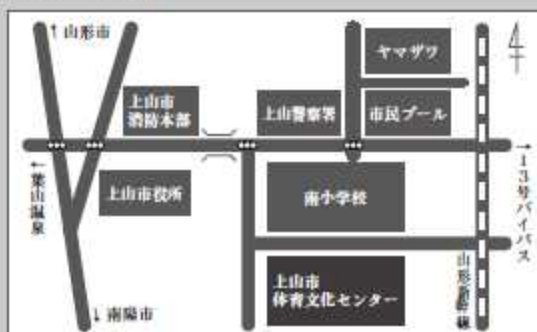 ↑山形市
ヤマザワ
上山市
消防本部
上山警察署
市民プール
←葉山温泉
上山市役所
南小学校
→13号バイパス
上山市
体育文化センター
山形新幹線
↓南陽市